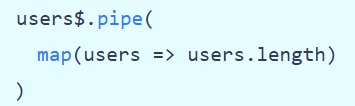 users$.pipe(
  map(users => users.length)
)